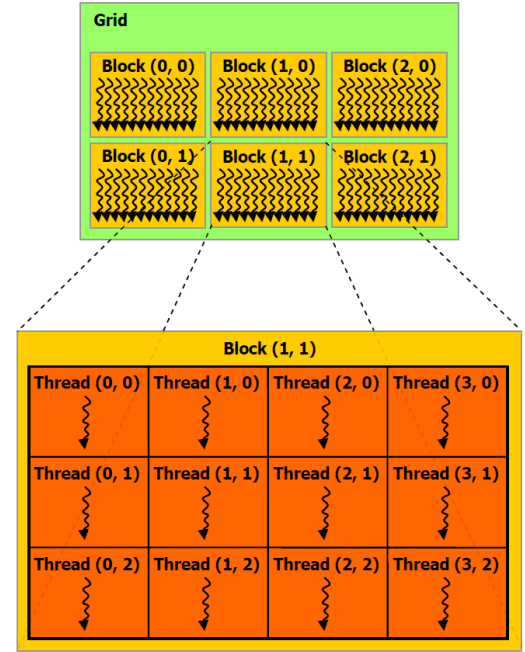 Grid
Block (0, 0) Block (1, 0) Block (2, 0)
Block (0, 1) Block (1, 1) Block (2, 1)
Block (1, 1)
Thread (0, 0) Thread (1, 0) Thread (2, 0) Thread (3, 0)
Thread (0, 1) Thread (1, 1) Thread (2, 1) Thread (3, 1)
Thread (0, 2) Thread (1, 2) Thread (2, 2) Thread (3, 2)